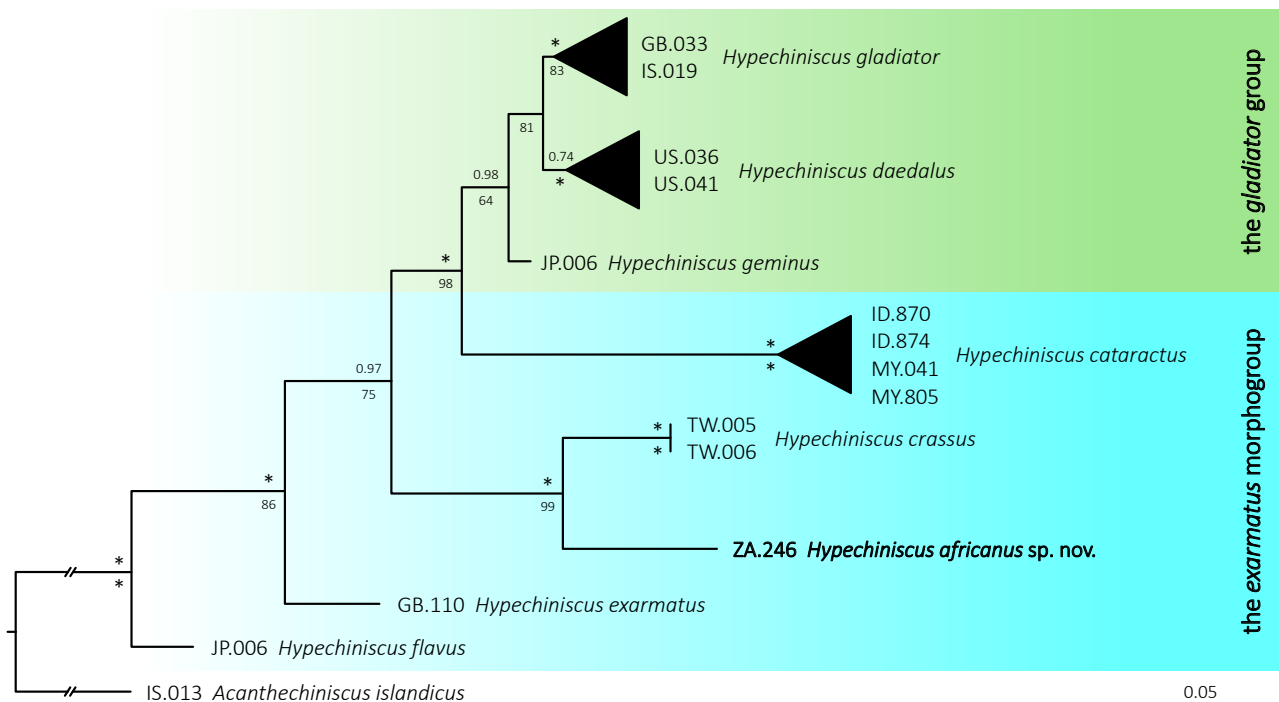 *
83
GB.033
IS.019
Hypechiniscus gladiator
81
0.74
*
US.036
US.041
Hypechiniscus daedalus
0.98
64
JP.006 Hypechiniscus geminus
the gladiator group
*
98
*
*
ID.870
ID.874
MY.041
MY.805
Hypechiniscus cataractus
0.97
75
*
*
TW.005
TW.006
Hypechiniscus crassus
*
99
ZA.246 Hypechiniscus africanus sp. nov.
*
86
GB.110 Hypechiniscus exarmatus
*
*
JP.006 Hypechiniscus flavus
the exarmatus morphogroup
IS.013 Acanthechiniscus islandicus
0.05